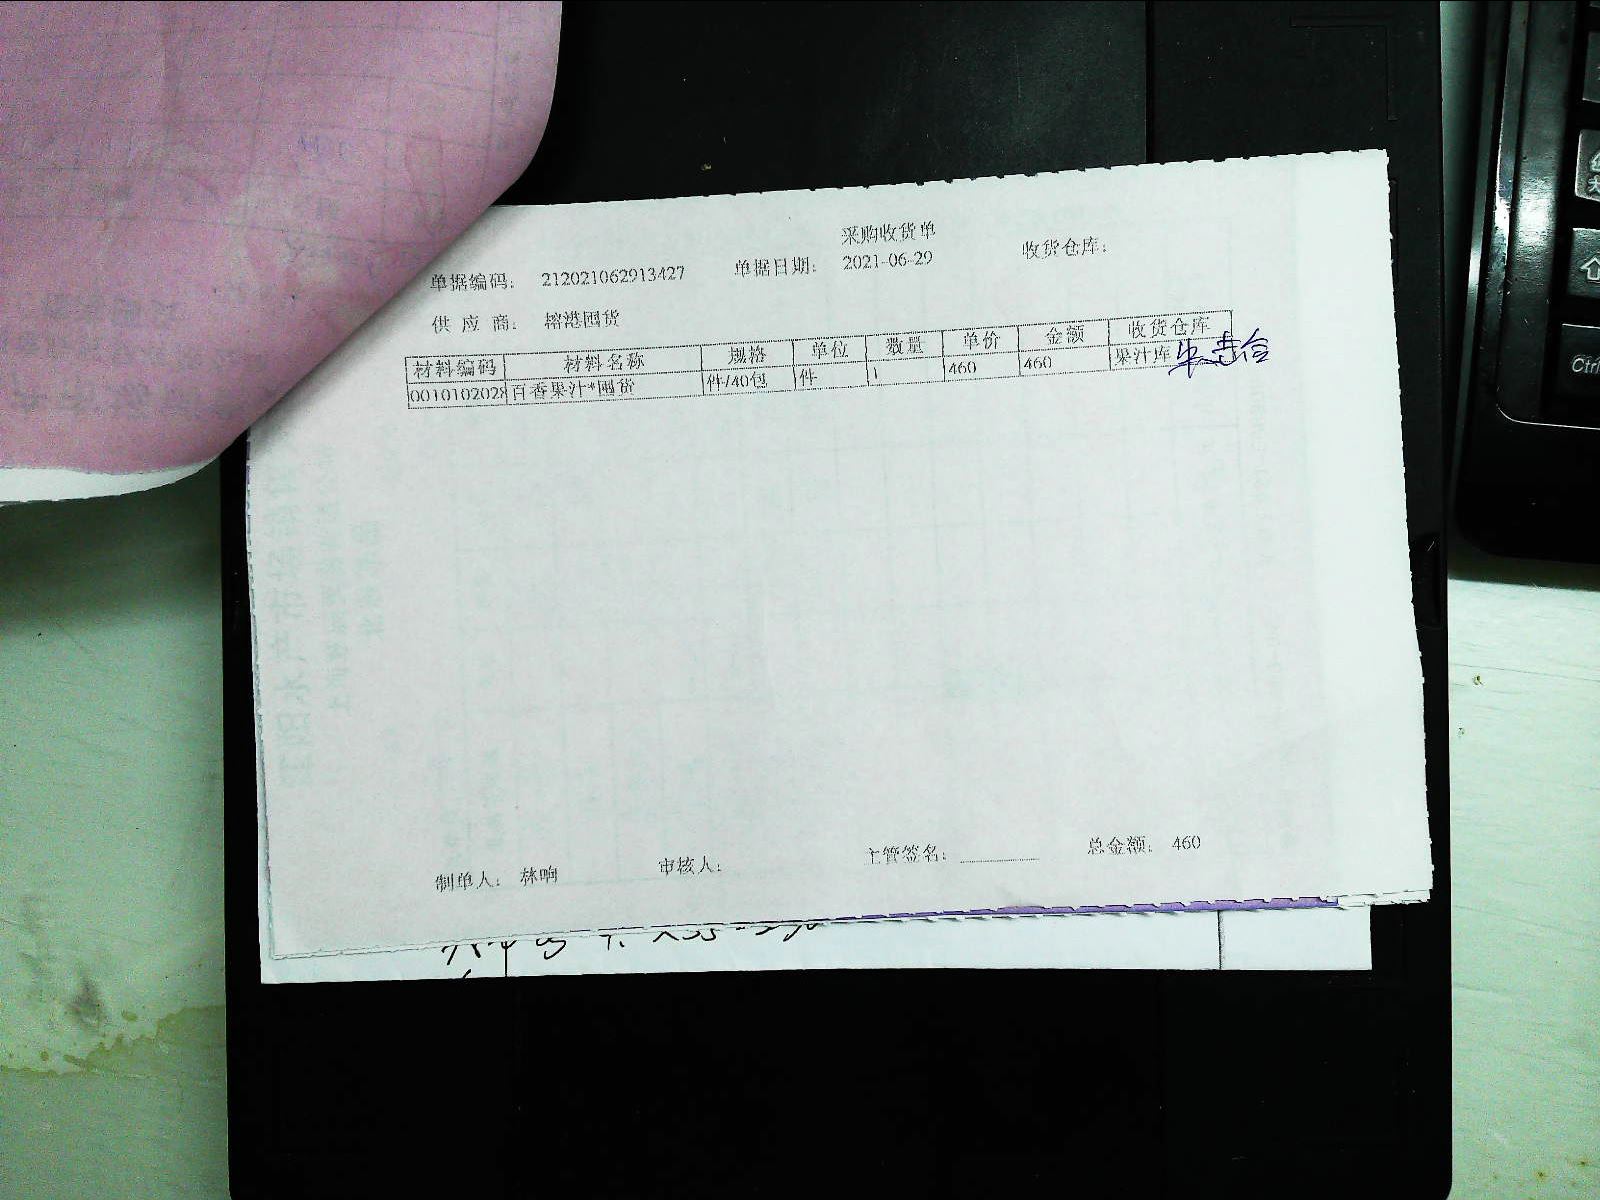 采购收货单
单据编码: 212021062913427 单据日期: 2021-06-29 收货仓库:
供 应 商: 榕港囤货
材料编码 材料名称 规格 单位 数量 单价 金额 收货仓库
0010102028 百香果汁*囤货 件/40包 件 1 460 460 果汁库
制单人: 林响 审核人: 主管签名: 总金额: 460
Ctrl